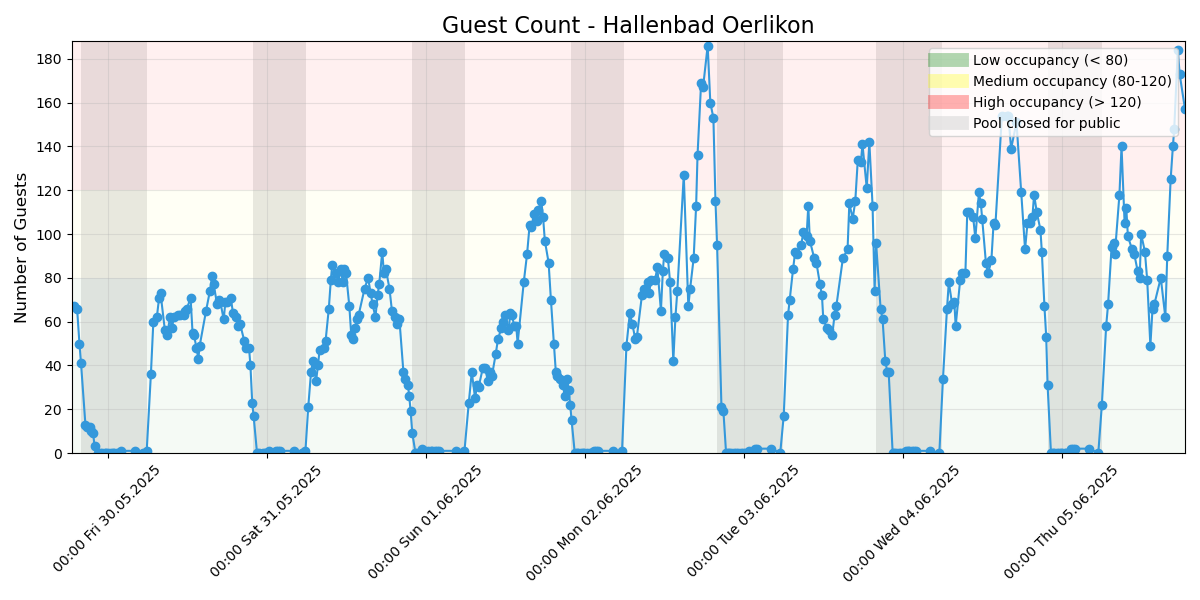 Guest Count - Hallenbad Oerlikon
Number of Guests
180
160
140
120
100
80
60
40
20
0
Low occupancy (< 80)
Medium occupancy (80-120)
High occupancy (> 120)
Pool closed for public
00:00 Fri 30.05.2025
00:00 Sat 31.05.2025
00:00 Sun 01.06.2025
00:00 Mon 02.06.2025
00:00 Tue 03.06.2025
00:00 Wed 04.06.2025
00:00 Thu 05.06.2025